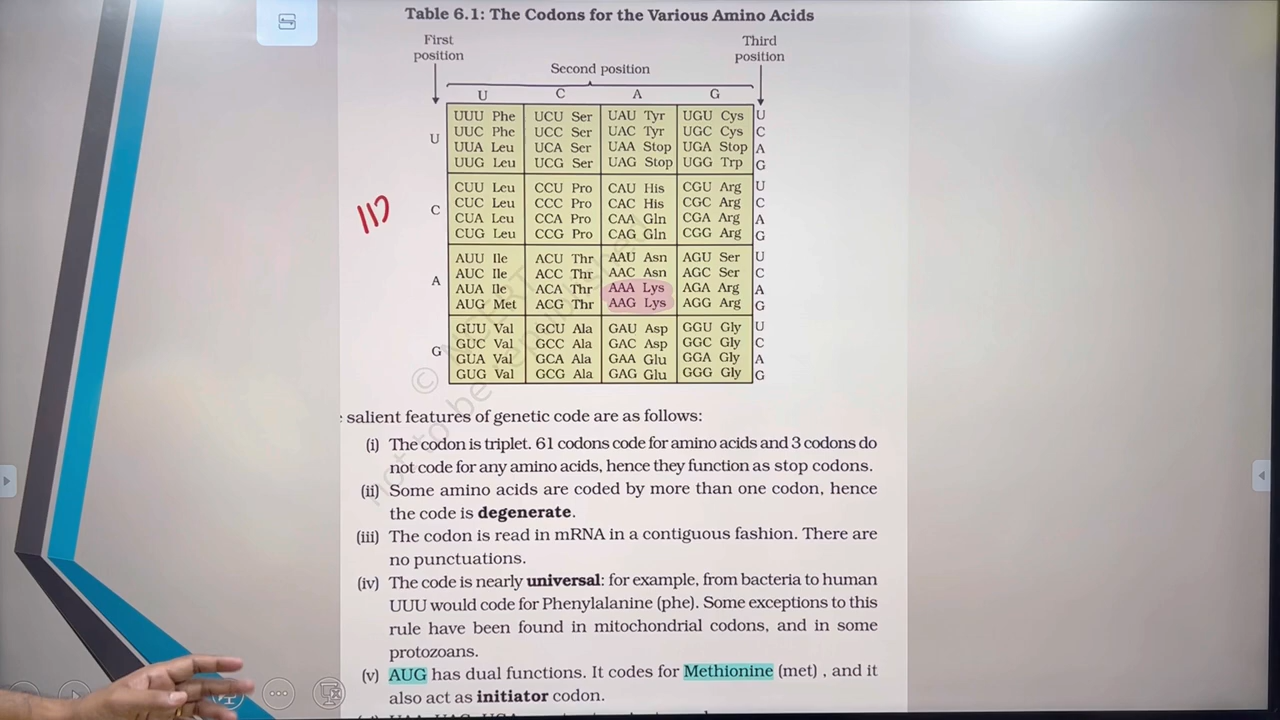 Table 6.1: The Codons for the Various Amino Acids
First position
Third position
Second position
U C A G
UUU Phe UCU Ser UAU Tyr UGU Cys U
UUC Phe UCC Ser UAC Tyr UGC Cys C
U
UUA Leu UCA Ser UAA Stop UGA Stop A
UUG Leu UCG Ser UAG Stop UGG Trp G
CUU Leu CCU Pro CAU His CGU Arg U
CUC Leu CCC Pro CAC His CGC Arg C
C
CUA Leu CCA Pro CAA Gln CGA Arg A
CUG Leu CCG Pro CAG Gln CGG Arg G
AUU Ile ACU Thr AAU Asn AGU Ser U
AUC Ile ACC Thr AAC Asn AGC Ser C
A
AUA Ile ACA Thr AAA Lys AGA Arg A
AUG Met ACG Thr AAG Lys AGG Arg G
GUU Val GCU Ala GAU Asp GGU Gly U
GUC Val GCC Ala GAC Asp GGC Gly C
G
GUA Val GCA Ala GAA Glu GGA Gly A
GUG Val GCG Ala GAG Glu GGG Gly G
salient features of genetic code are as follows:
(i) The codon is triplet. 61 codons code for amino acids and 3 codons do
not code for any amino acids, hence they function as stop codons.
(ii) Some amino acids are coded by more than one codon, hence
the code is degenerate.
(iii) The codon is read in mRNA in a contiguous fashion. There are
no punctuations.
(iv) The code is nearly universal: for example, from bacteria to human
UUU would code for Phenylalanine (phe). Some exceptions to this
rule have been found in mitochondrial codons, and in some
protozoans.
(v) AUG has dual functions. It codes for Methionine (met) , and it
also act as initiator codon.